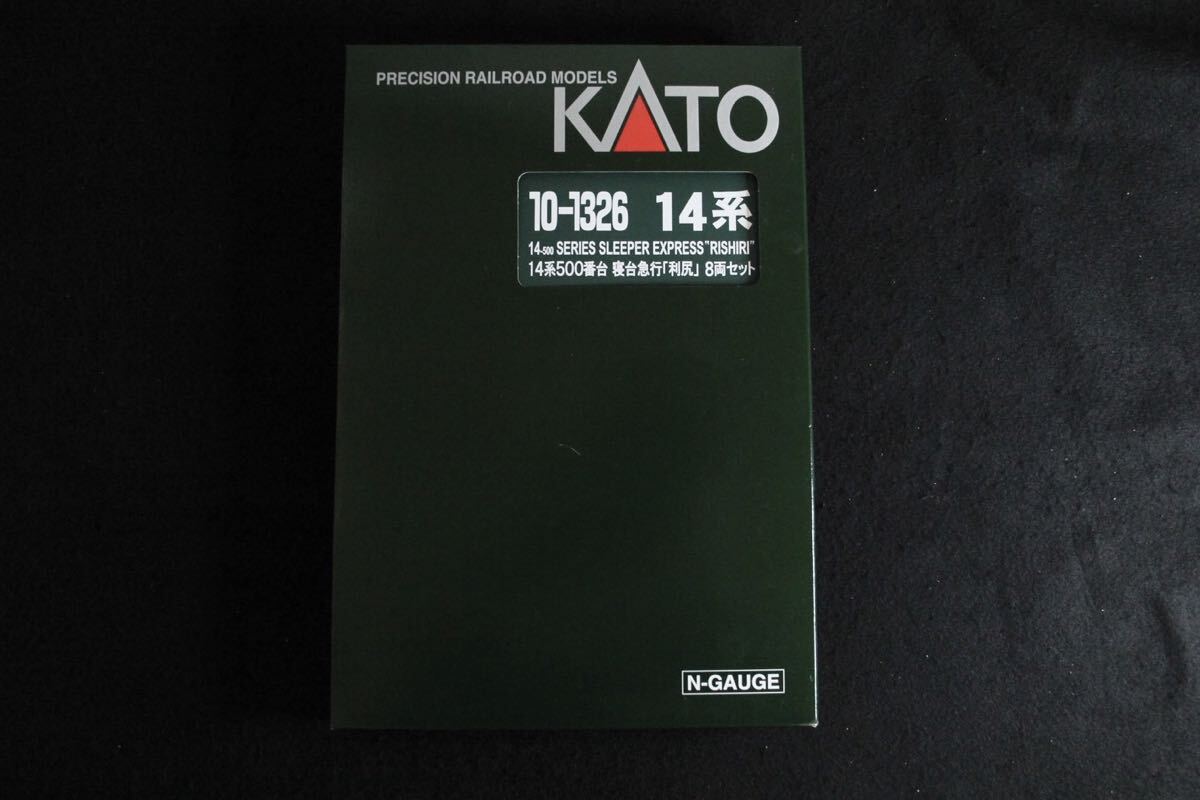 PRECISION RAILROAD MODELS
KATO
10-1326 14系
14-500 SERIES SLEEPER EXPRESS "RISHIRI"
14系500番台 寝台急行「利尻」 8両セット
N-GAUGE